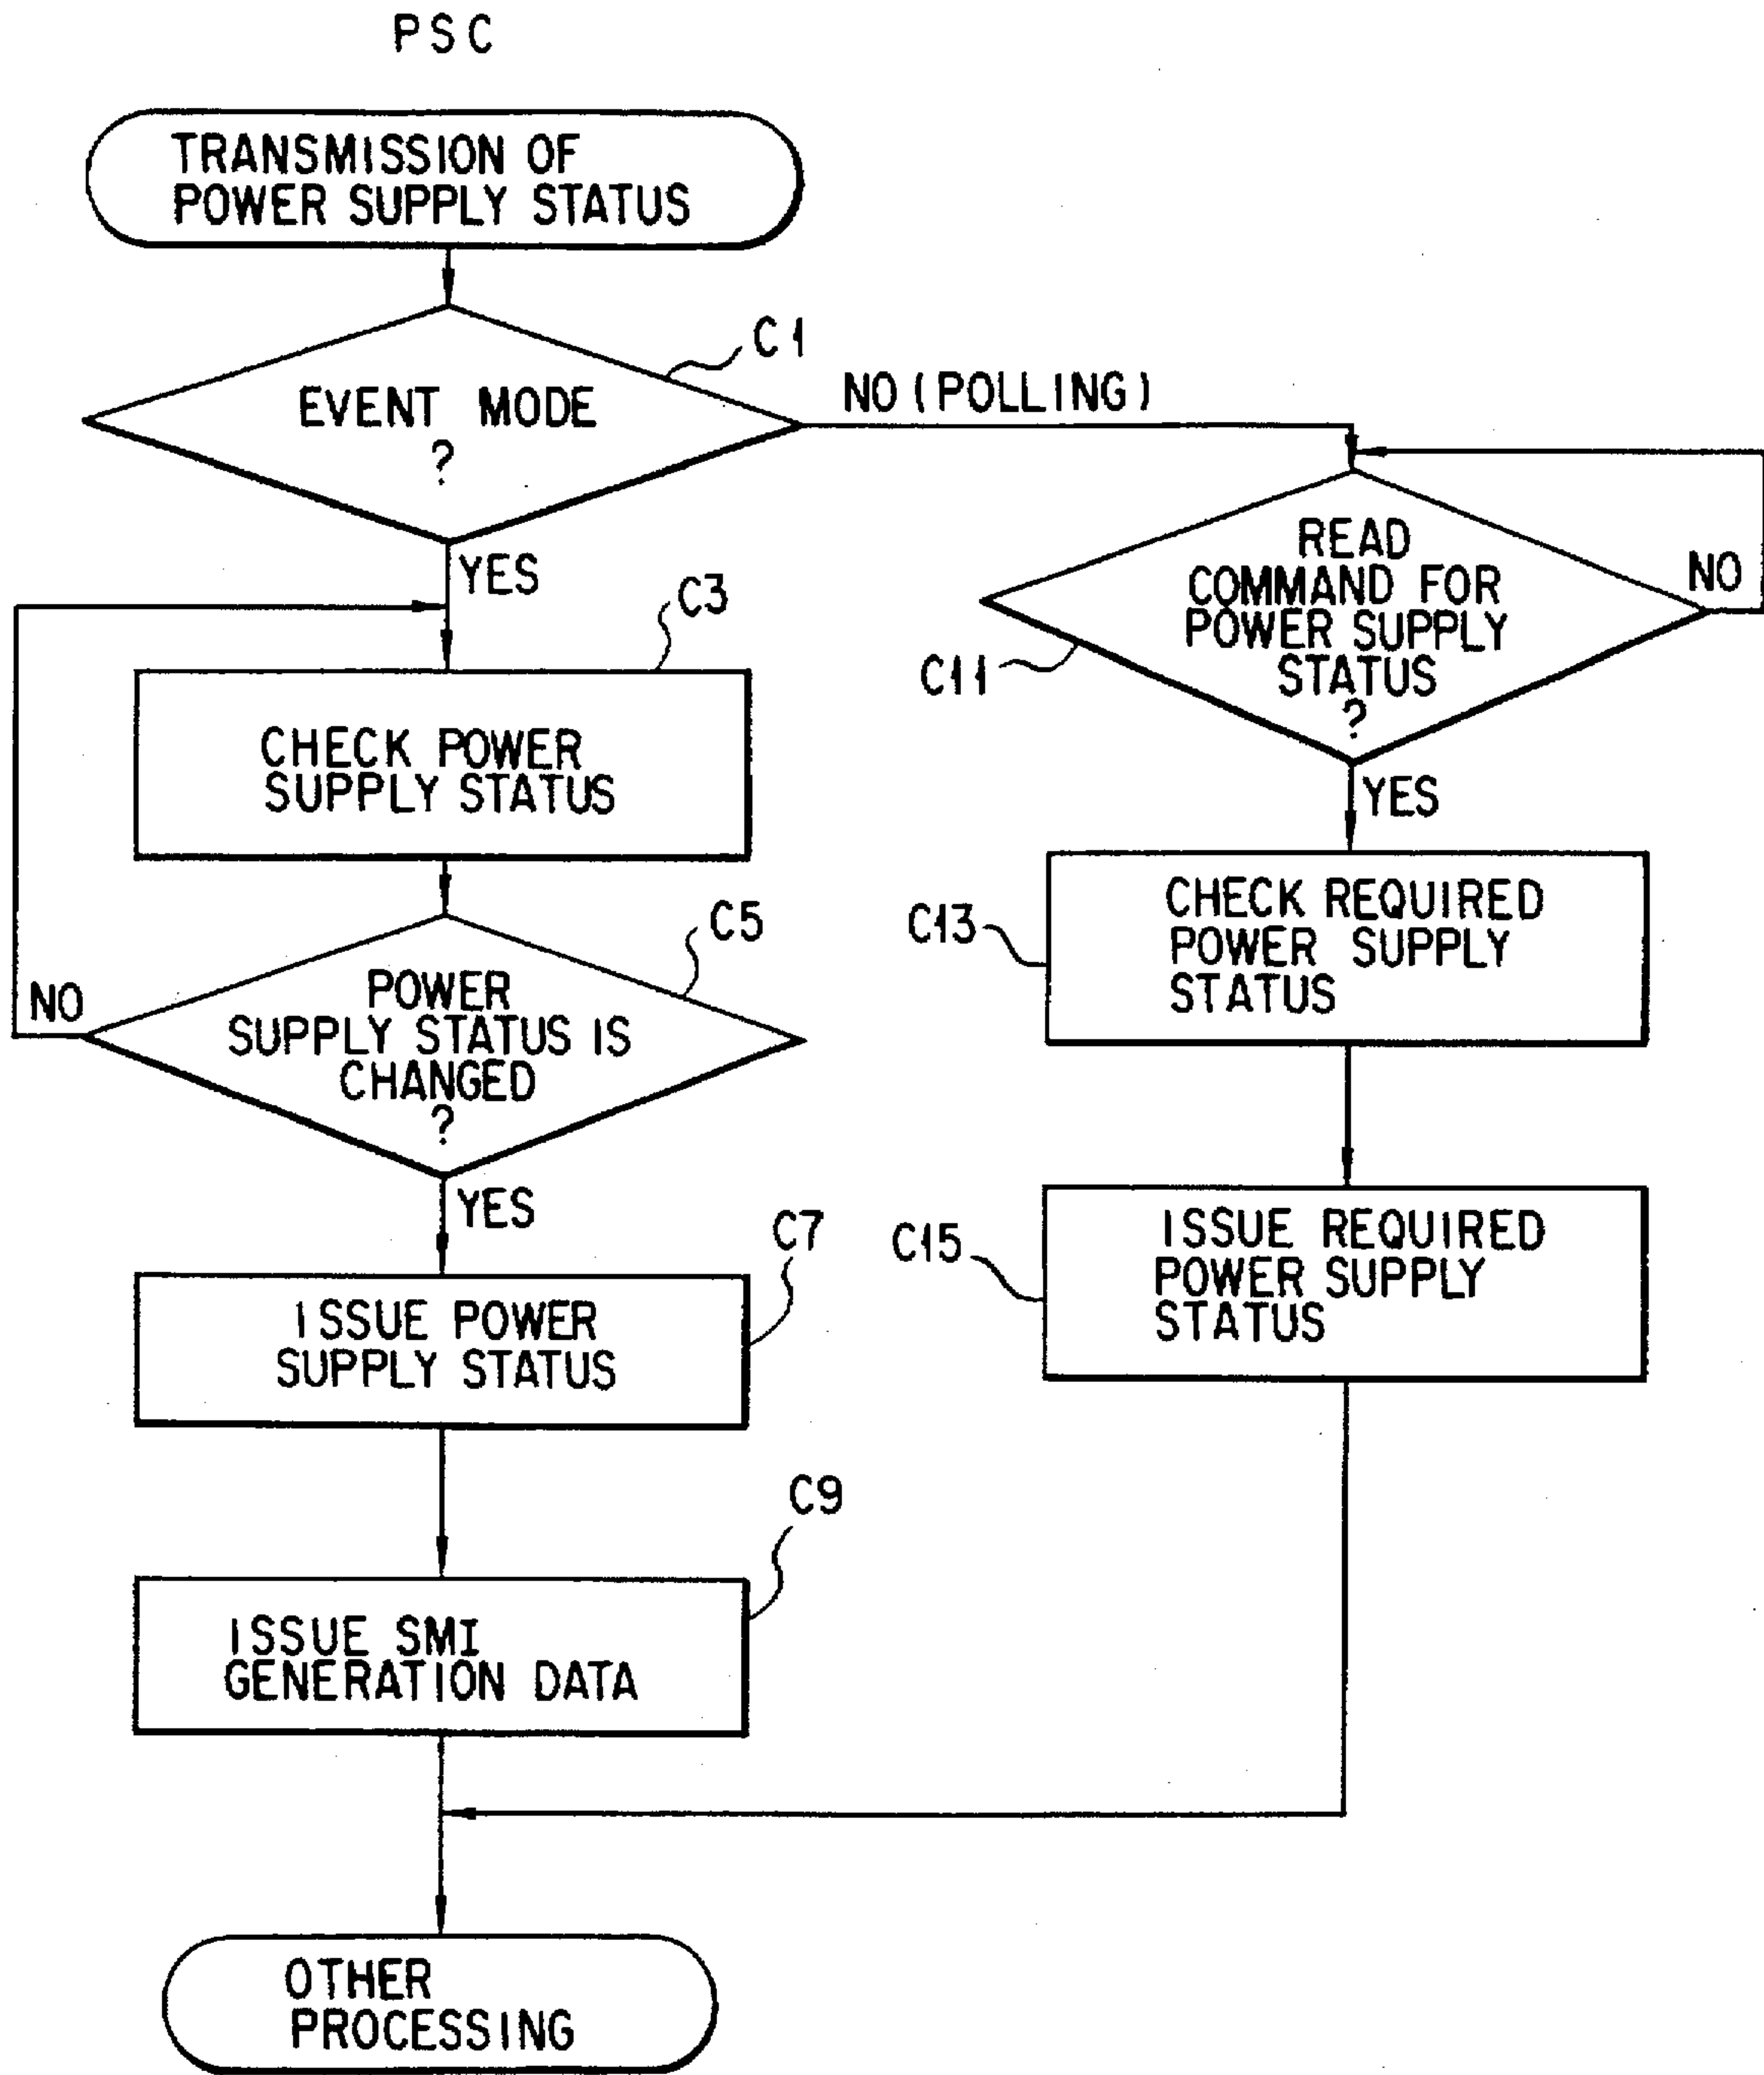 PSC
TRANSMISSION OF
POWER SUPPLY STATUS
C1
EVENT MODE
?
NO (POLLING)
YES
C3
CHECK POWER
SUPPLY STATUS
C5
POWER
SUPPLY STATUS IS
CHANGED
?
NO
YES
C7
ISSUE POWER
SUPPLY STATUS
C9
ISSUE SMI
GENERATION DATA
READ
COMMAND FOR
POWER SUPPLY
STATUS
?
NO
C11
YES
C13
CHECK REQUIRED
POWER SUPPLY
STATUS
C15
ISSUE REQUIRED
POWER SUPPLY
STATUS
OTHER
PROCESSING